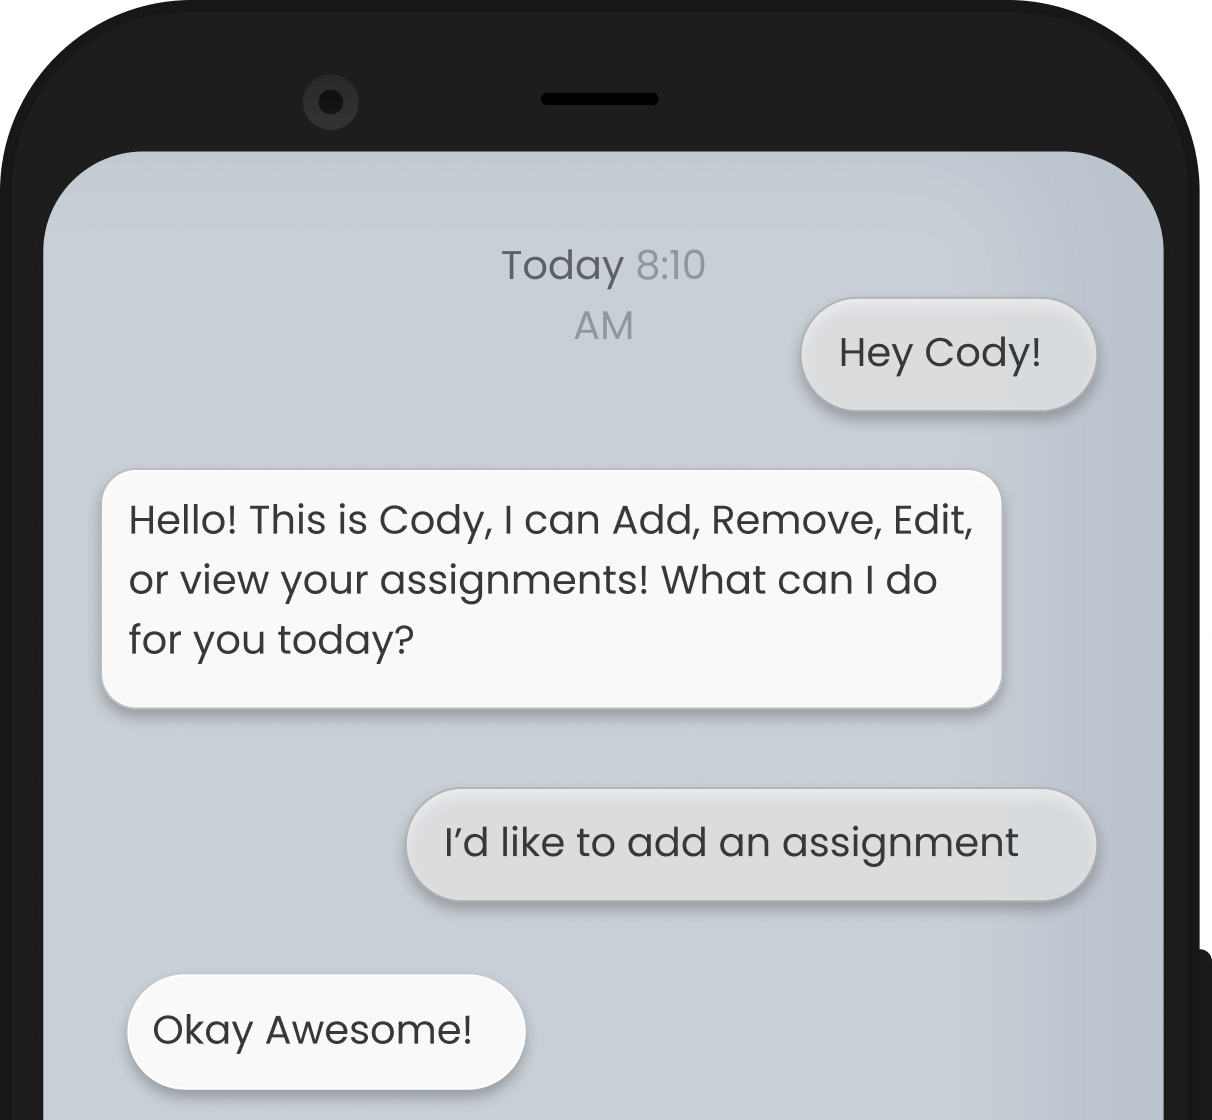 Today 8:10
AM
Hey Cody!
Hello! This is Cody, I can Add, Remove, Edit,
or view your assignments! What can I do
for you today?
I’d like to add an assignment
Okay Awesome!